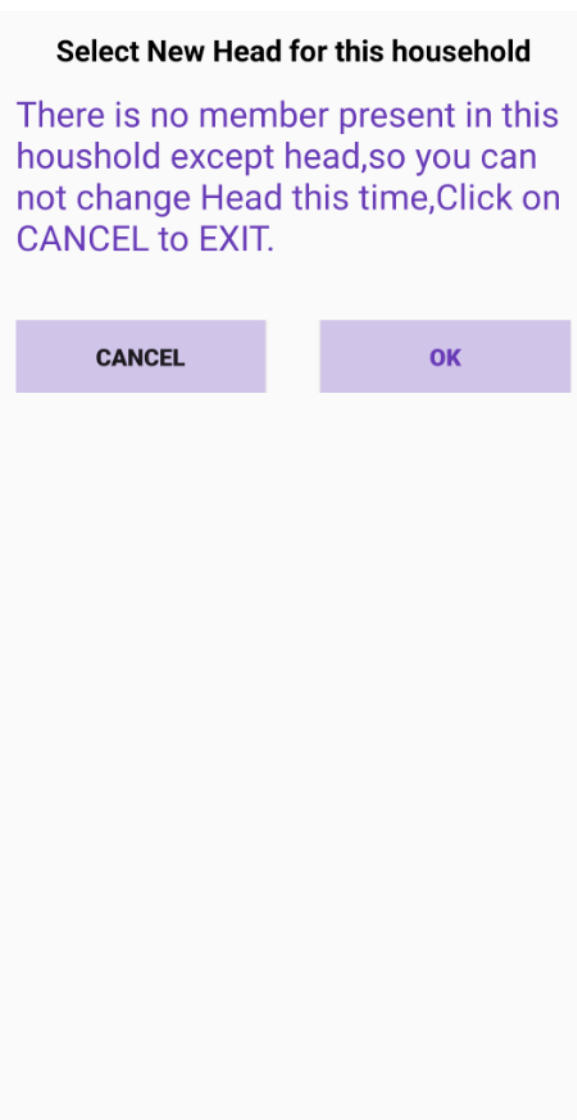 Select New Head for this household
There is no member present in this
houshold except head,so you can
not change Head this time,Click on
CANCEL to EXIT.
CANCEL
OK